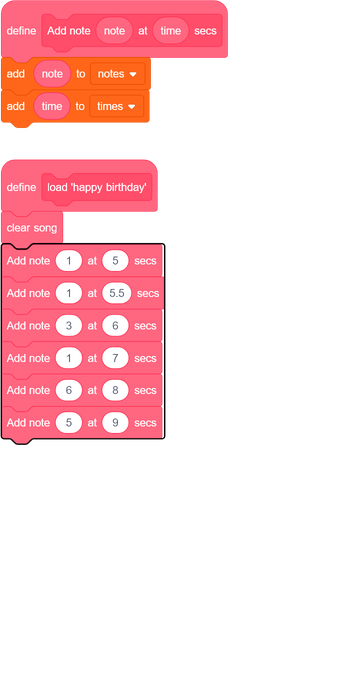 define Add note note at time secs
add note to notes
add time to times
define load 'happy birthday'
clear song
Add note 1 at 5 secs
Add note 1 at 5.5 secs
Add note 3 at 6 secs
Add note 1 at 7 secs
Add note 6 at 8 secs
Add note 5 at 9 secs